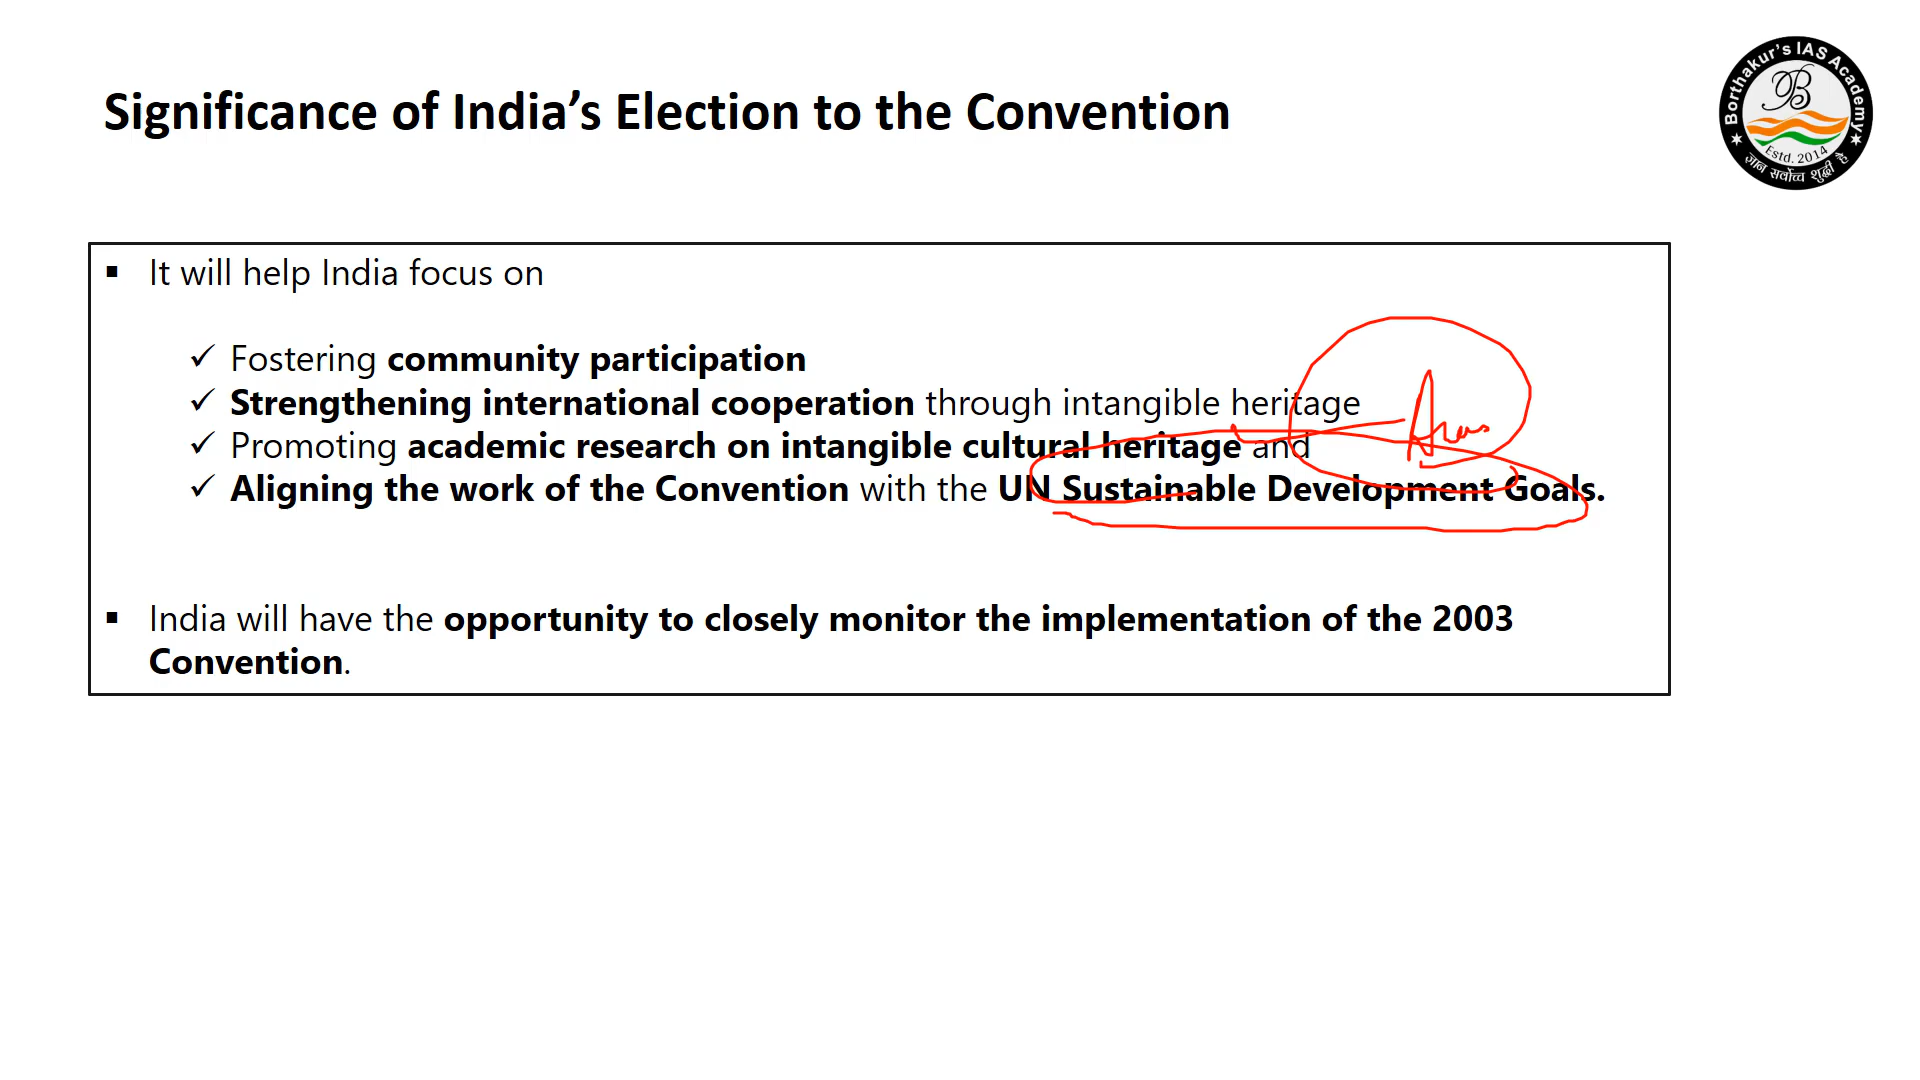 Significance of India’s Election to the Convention
Borthakur's IAS Academy
B
Estd. 2014
ज्ञान सर्वोच्च शुद्धी है
It will help India focus on
Fostering community participation
Strengthening international cooperation through intangible heritage
Promoting academic research on intangible cultural heritage and
Aligning the work of the Convention with the UN Sustainable Development Goals.
India will have the opportunity to closely monitor the implementation of the 2003
Convention.